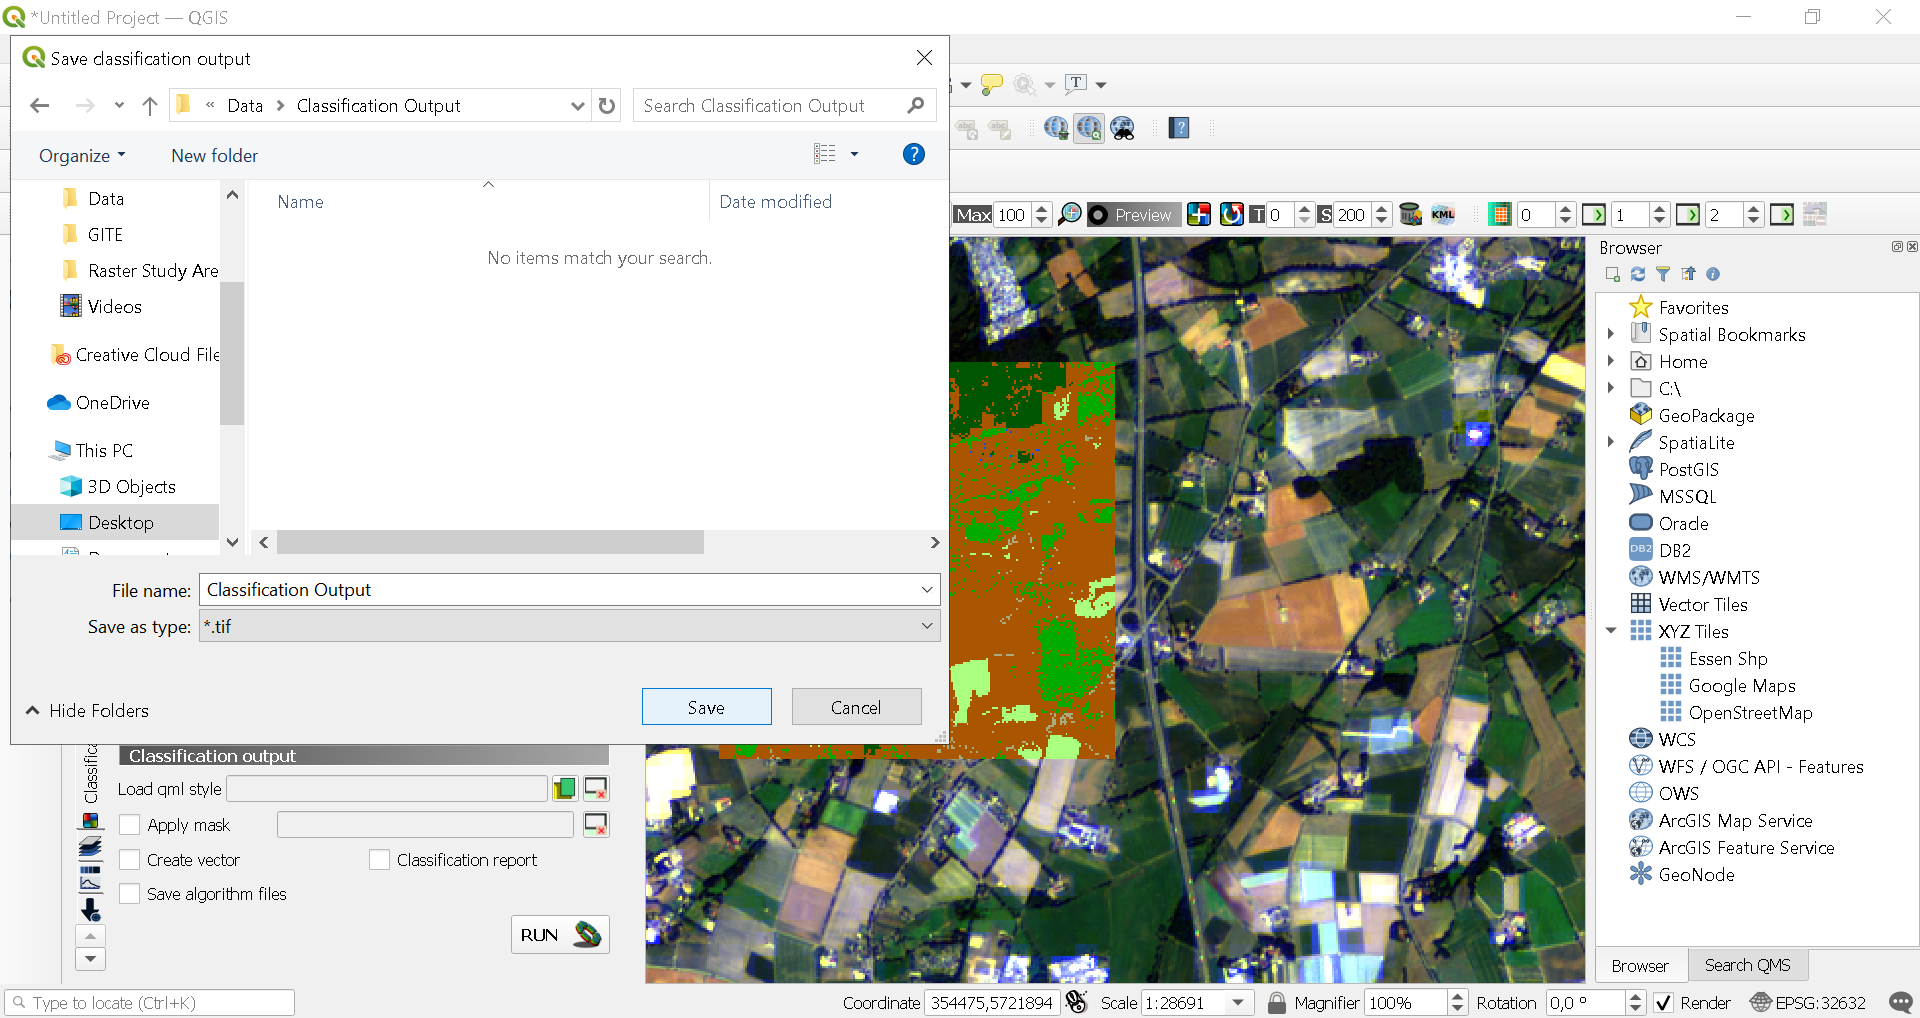 *Untitled Project — QGIS
Save classification output
« Data > Classification Output
Search Classification Output
Organize
New folder
?
Data
GITE
Raster Study Are
Videos
Creative Cloud File
OneDrive
This PC
3D Objects
Desktop
Name
Date modified
No items match your search.
File name: Classification Output
Save as type: *.tif
Hide Folders
Save
Cancel
T
abc abc
?
Max 100
Preview
T 0
S 200
KML
0
1
2
Classification output
Load qml style
Apply mask
Create vector
Classification report
Save algorithm files
RUN
Browser
Favorites
Spatial Bookmarks
Home
C:\
GeoPackage
SpatiaLite
PostGIS
MSSQL
Oracle
DB2 DB2
WMS/WMTS
Vector Tiles
XYZ Tiles
Essen Shp
Google Maps
OpenStreetMap
WCS
WFS / OGC API - Features
OWS
ArcGIS Map Service
ArcGIS Feature Service
GeoNode
Browser
Search QMS
Type to locate (Ctrl+K)
Coordinate 354475,5721894
Scale 1:28691
Magnifier 100%
Rotation 0,0 °
Render
EPSG:32632